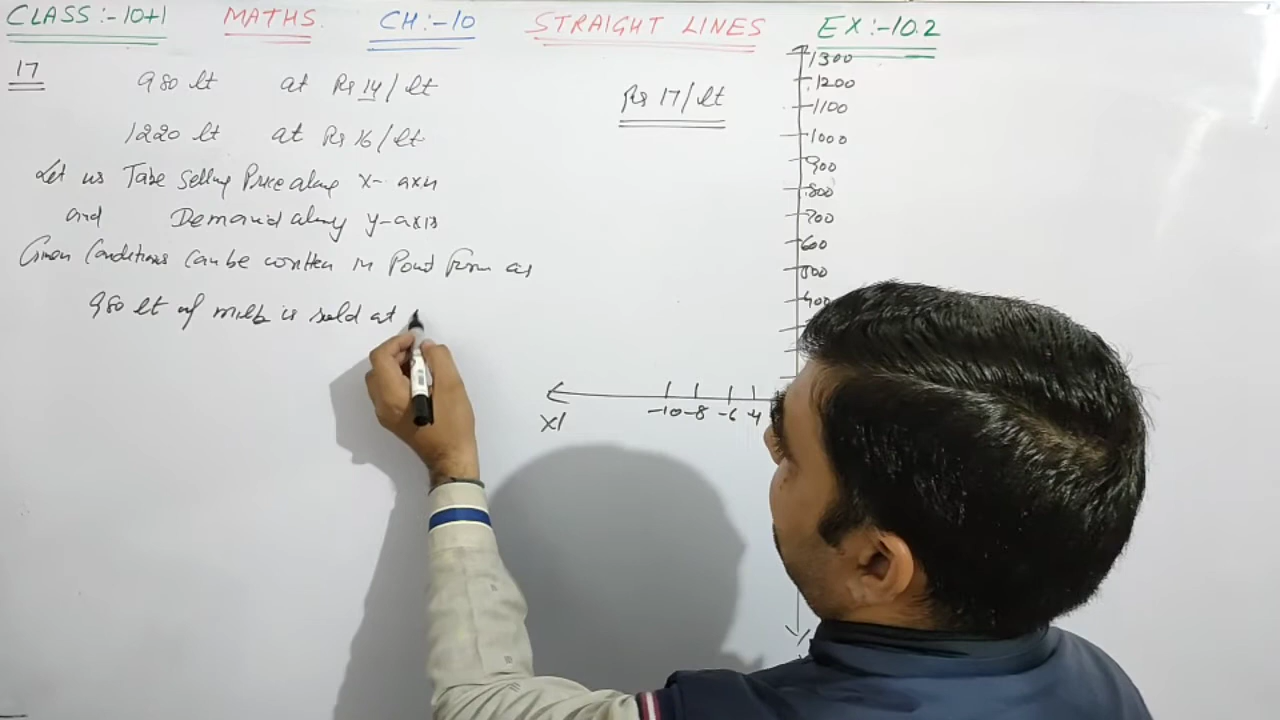 CLASS:-10+1 MATHS. CH:-10 STRAIGHT LINES EX:-10.2
17 980 lt at Rs 14/lt
1220 lt at Rs 16/lt
Rs 17/lt
Let us Take Selling Price along X-axis
and Demand along y-axis
Given Conditions Can be written in Point form as
980 lt of milk is sold at
1300
1200
1100
1000
900
800
700
600
500
400
-10 -8 -6 -4
X'